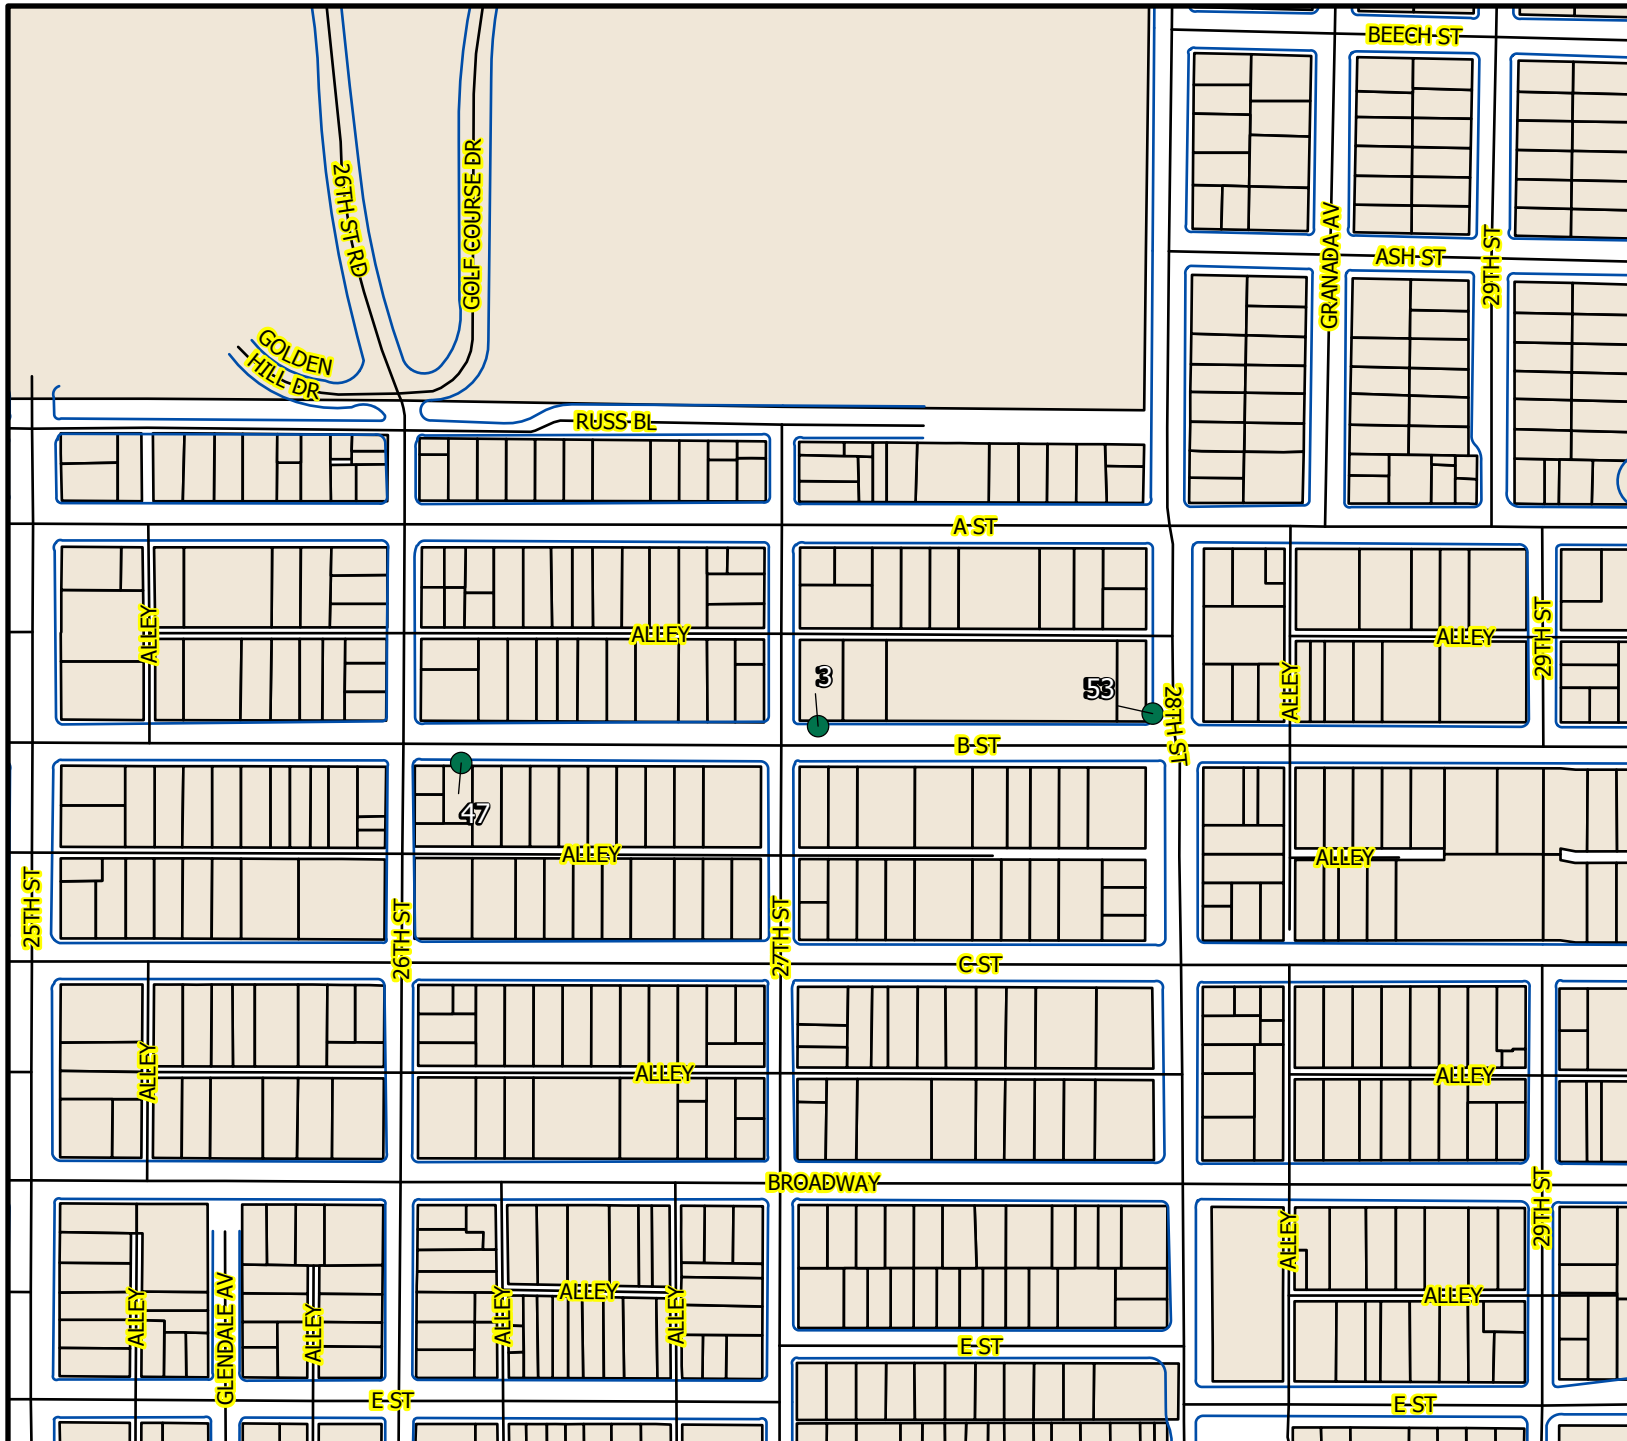 BEECH ST
26TH ST RD
GOLF COURSE DR
GRANADA AV
29TH ST
ASH ST
GOLDEN
HILL DR
RUSS BL
A ST
ALLEY
ALLEY
ALLEY
29TH ST
ALLEY
3
53
28TH ST
B ST
47
ALLEY
ALLEY
25TH ST
26TH ST
27TH ST
C ST
ALLEY
ALLEY
ALLEY
BROADWAY
29TH ST
ALLEY
ALLEY
ALLEY
GLENDALE AV
ALLEY
ALLEY
ALLEY
ALLEY
E ST
E ST
E ST